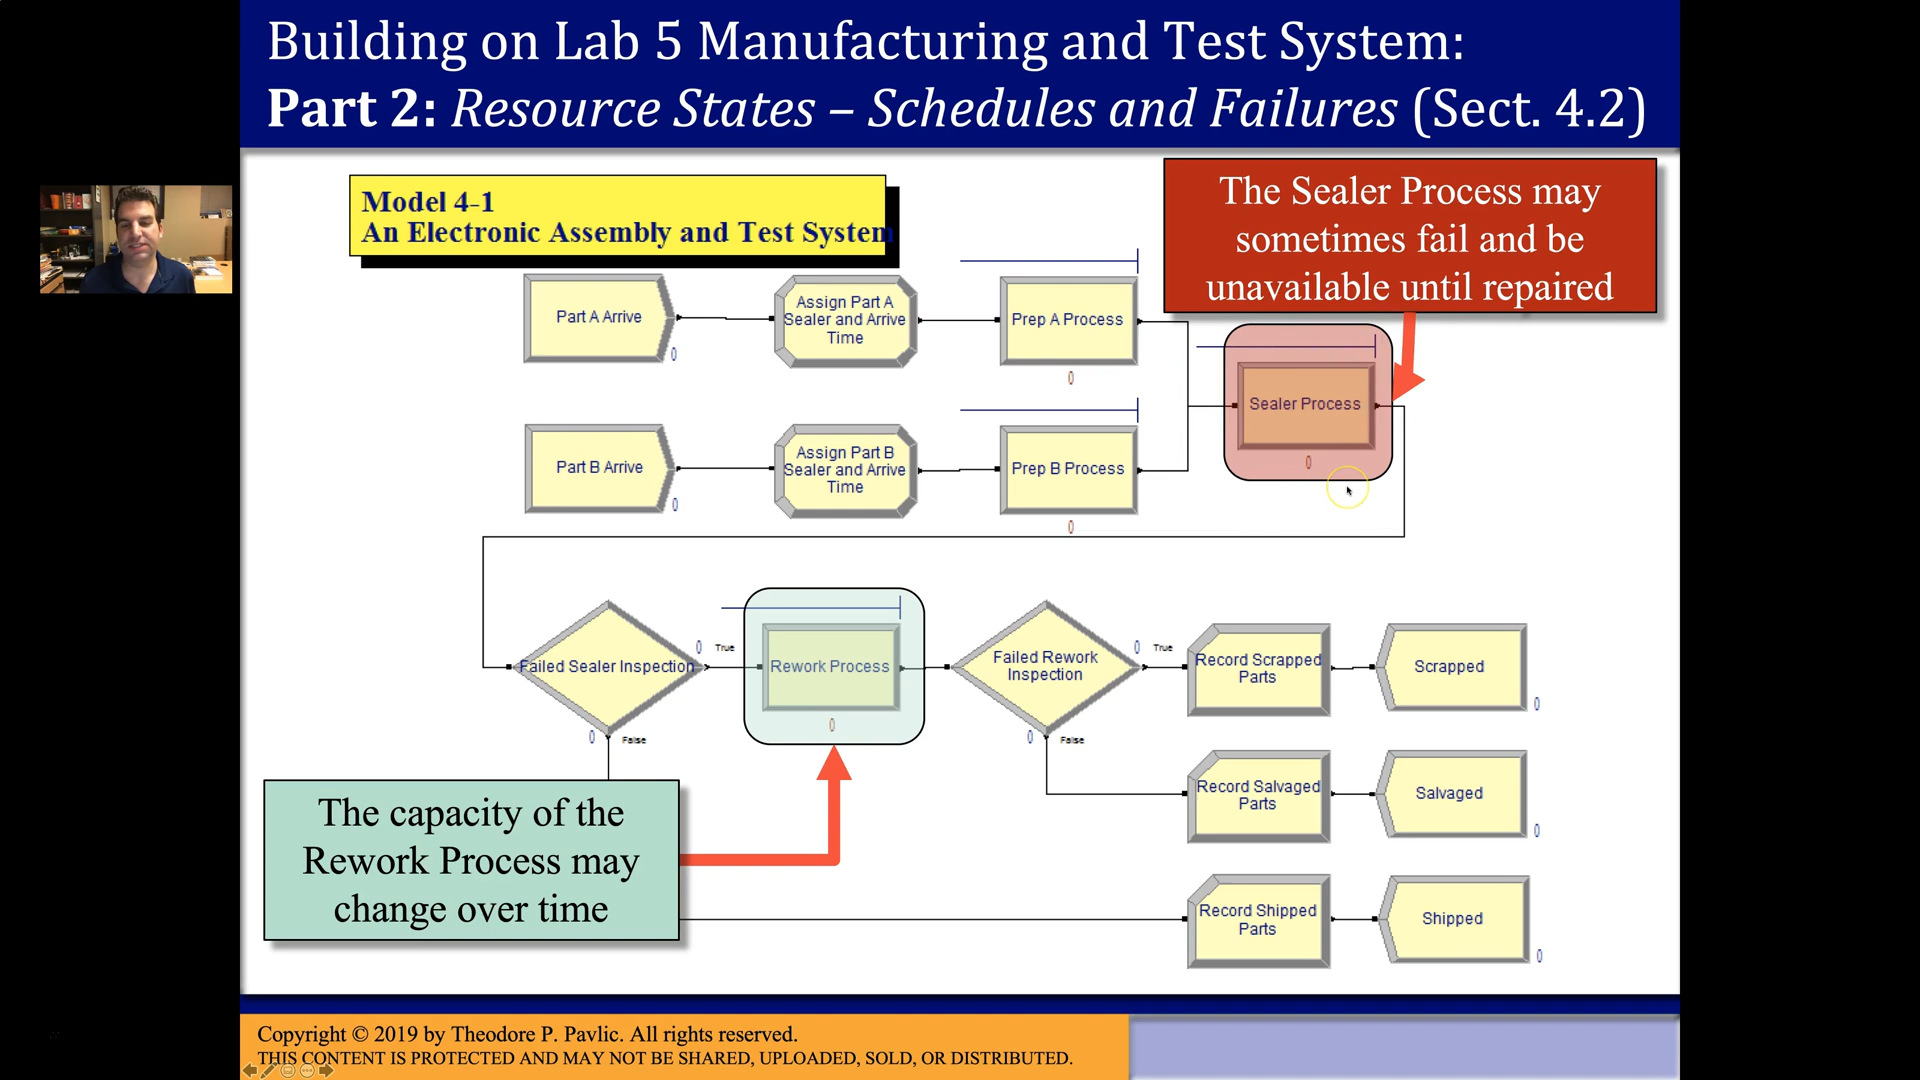 Building on Lab 5 Manufacturing and Test System:
Part 2: Resource States – Schedules and Failures (Sect. 4.2)
Model 4-1
An Electronic Assembly and Test System
The Sealer Process may
sometimes fail and be
unavailable until repaired
Part A Arrive
0
Assign Part A
Sealer and Arrive
Time
Prep A Process
0
Sealer Process
0
Part B Arrive
0
Assign Part B
Sealer and Arrive
Time
Prep B Process
0
Failed Sealer Inspection
0
True
0
False
Rework Process
0
Failed Rework
Inspection
0
True
0
False
Record Scrapped
Parts
Scrapped
0
Record Salvaged
Parts
Salvaged
0
The capacity of the
Rework Process may
change over time
Record Shipped
Parts
Shipped
0
Copyright © 2019 by Theodore P. Pavlic. All rights reserved.
THIS CONTENT IS PROTECTED AND MAY NOT BE SHARED, UPLOADED, SOLD, OR DISTRIBUTED.